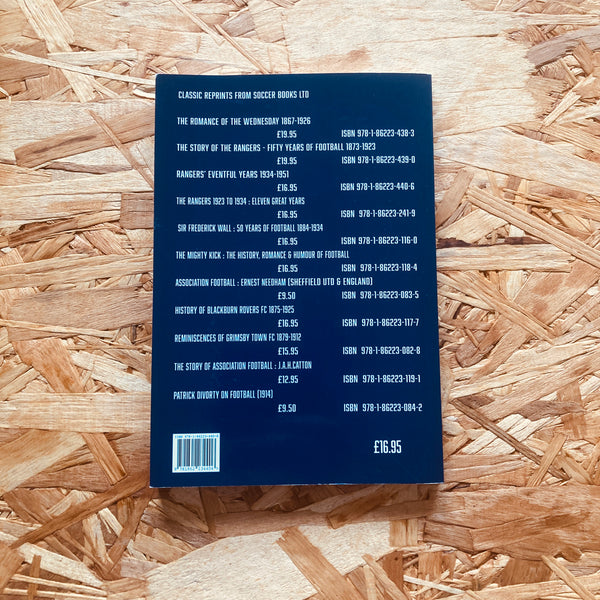 CLASSIC REPRINTS FROM SOCCER BOOKS LTD
THE ROMANCE OF THE WEDNESDAY 1867-1926
£19.95 ISBN 978-1-86223-438-3
THE STORY OF THE RANGERS - FIFTY YEARS OF FOOTBALL 1873-1923
£19.95 ISBN 978-1-86223-439-0
RANGERS' EVENTFUL YEARS 1934-1951
£16.95 ISBN 978-1-86223-440-6
THE RANGERS 1923 TO 1934 : ELEVEN GREAT YEARS
£16.95 ISBN 978-1-86223-241-9
SIR FREDERICK WALL : 50 YEARS OF FOOTBALL 1884-1934
£16.95 ISBN 978-1-86223-116-0
THE MIGHTY KICK : THE HISTORY, ROMANCE & HUMOUR OF FOOTBALL
£16.95 ISBN 978-1-86223-118-4
ASSOCIATION FOOTBALL : ERNEST NEEDHAM (SHEFFIELD UTD & ENGLAND)
£9.50 ISBN 978-1-86223-083-5
HISTORY OF BLACKBURN ROVERS FC 1875-1925
£16.95 ISBN 978-1-86223-117-7
REMINISCENCES OF GRIMSBY TOWN FC 1879-1912
£15.95 ISBN 978-1-86223-082-8
THE STORY OF ASSOCIATION FOOTBALL : J.A.H.CATTON
£12.95 ISBN 978-1-86223-119-1
PATRICK DIVORTY ON FOOTBALL (1914)
£9.50 ISBN 978-1-86223-084-2
£16.95